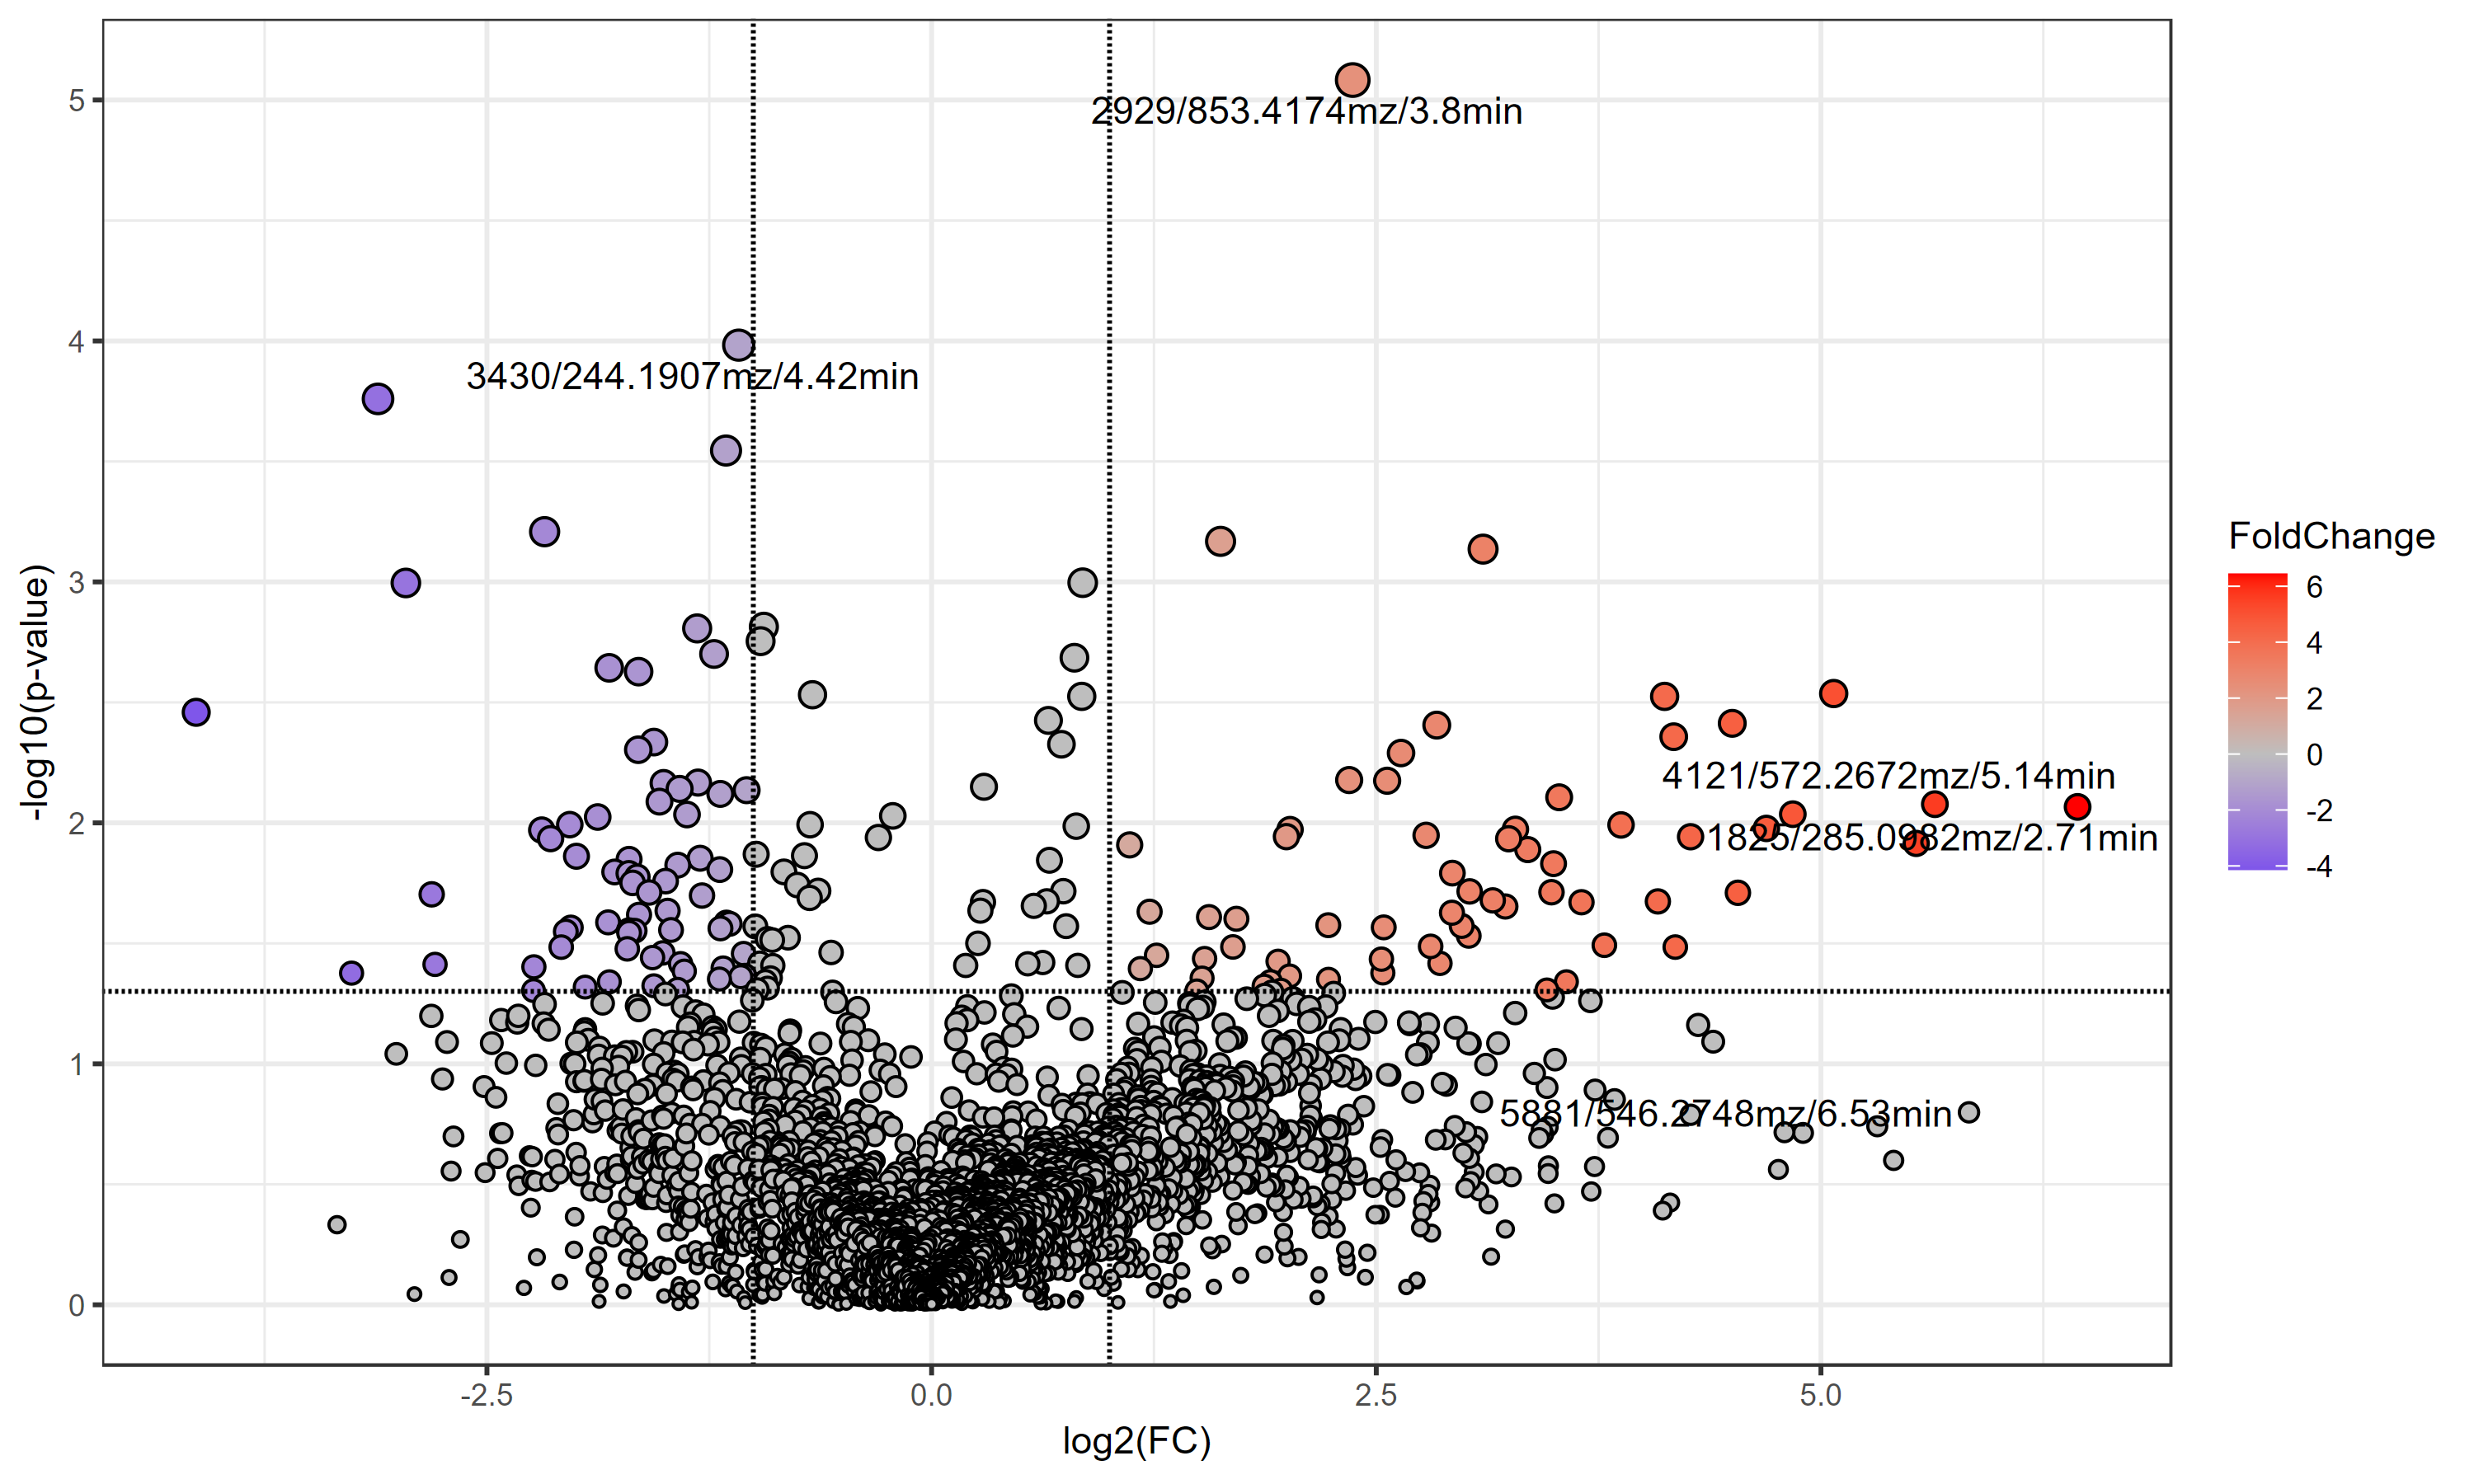 5
2929/853.4174mz/3.8min
4
3430/244.1907mz/4.42min
3
4121/572.2672mz/5.14min
2
1825/285.0982mz/2.71min
1
5881/546.2748mz/6.53min
0
-log10(p-value)
-2.5 0.0 2.5 5.0
log2(FC)
FoldChange
6
4
2
0
-2
-4